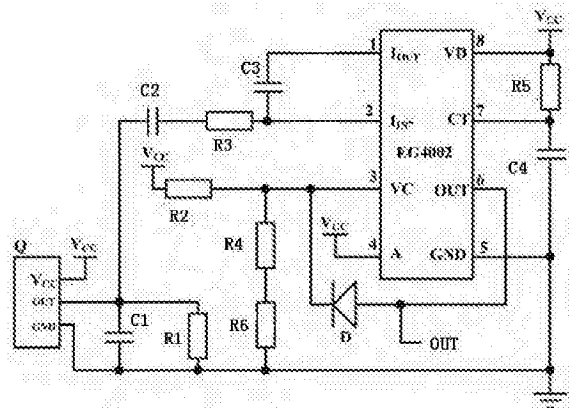 VCC
1 IOUT VD 8
C3
R5
C2
2 IIN- CT 7
R3
EG4002
C4
VCC
R2
3 VC OUT 6
R4
VCC
Q
VCC
4 A GND 5
VCC
OUT
GND
C1
R1
R6
D
OUT